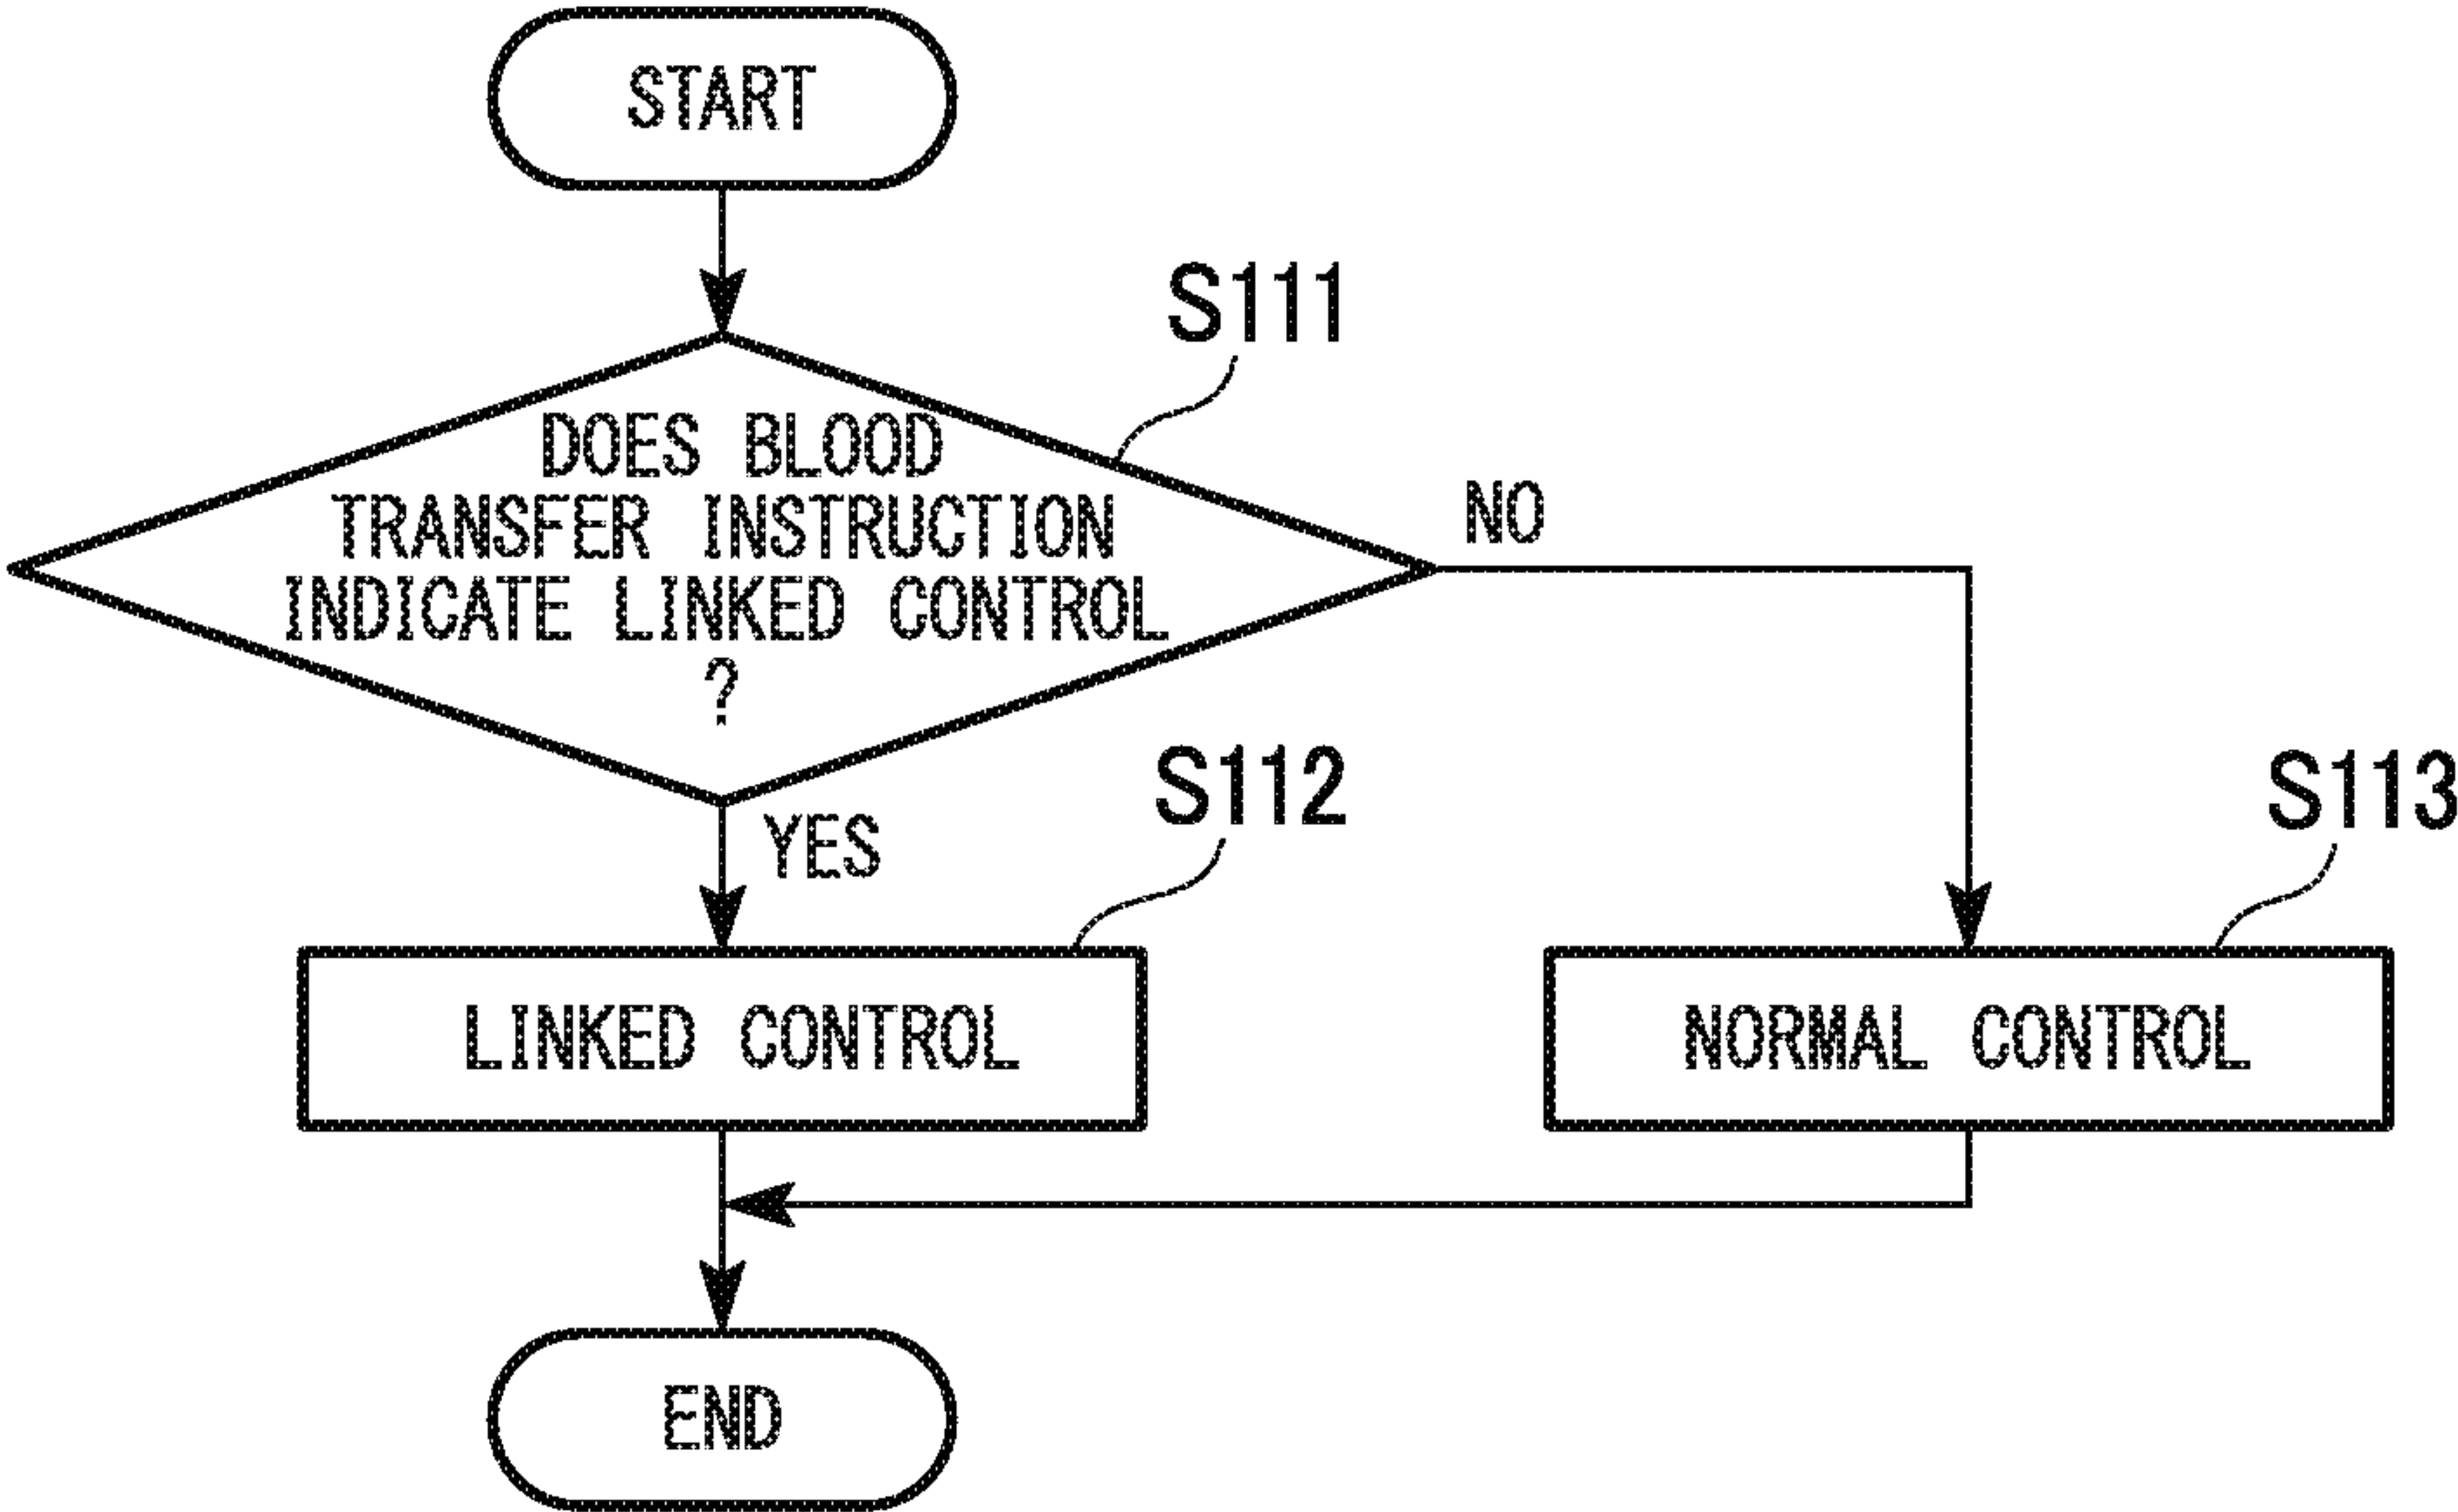 START
S111
DOES BLOOD
TRANSFER INSTRUCTION
INDICATE LINKED CONTROL
?
NO
YES
S112
S113
LINKED CONTROL
NORMAL CONTROL
END